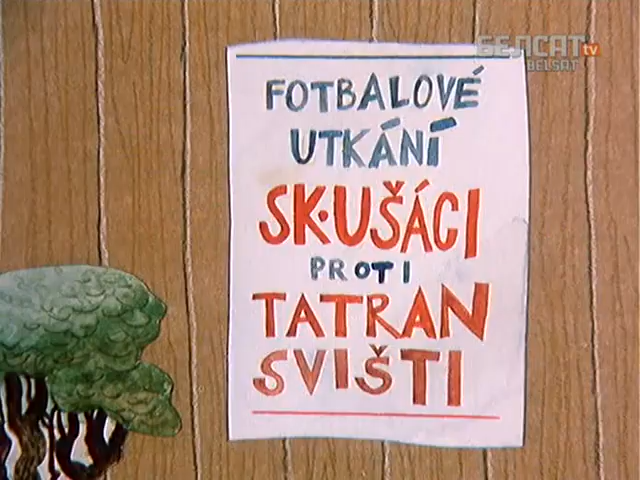 БЕЛСАТ tv
BELSAT
FOTBALOVÉ
UTKÁNÍ
SK·UŠÁCI
PROTI
TATRAN
SVIŠTI